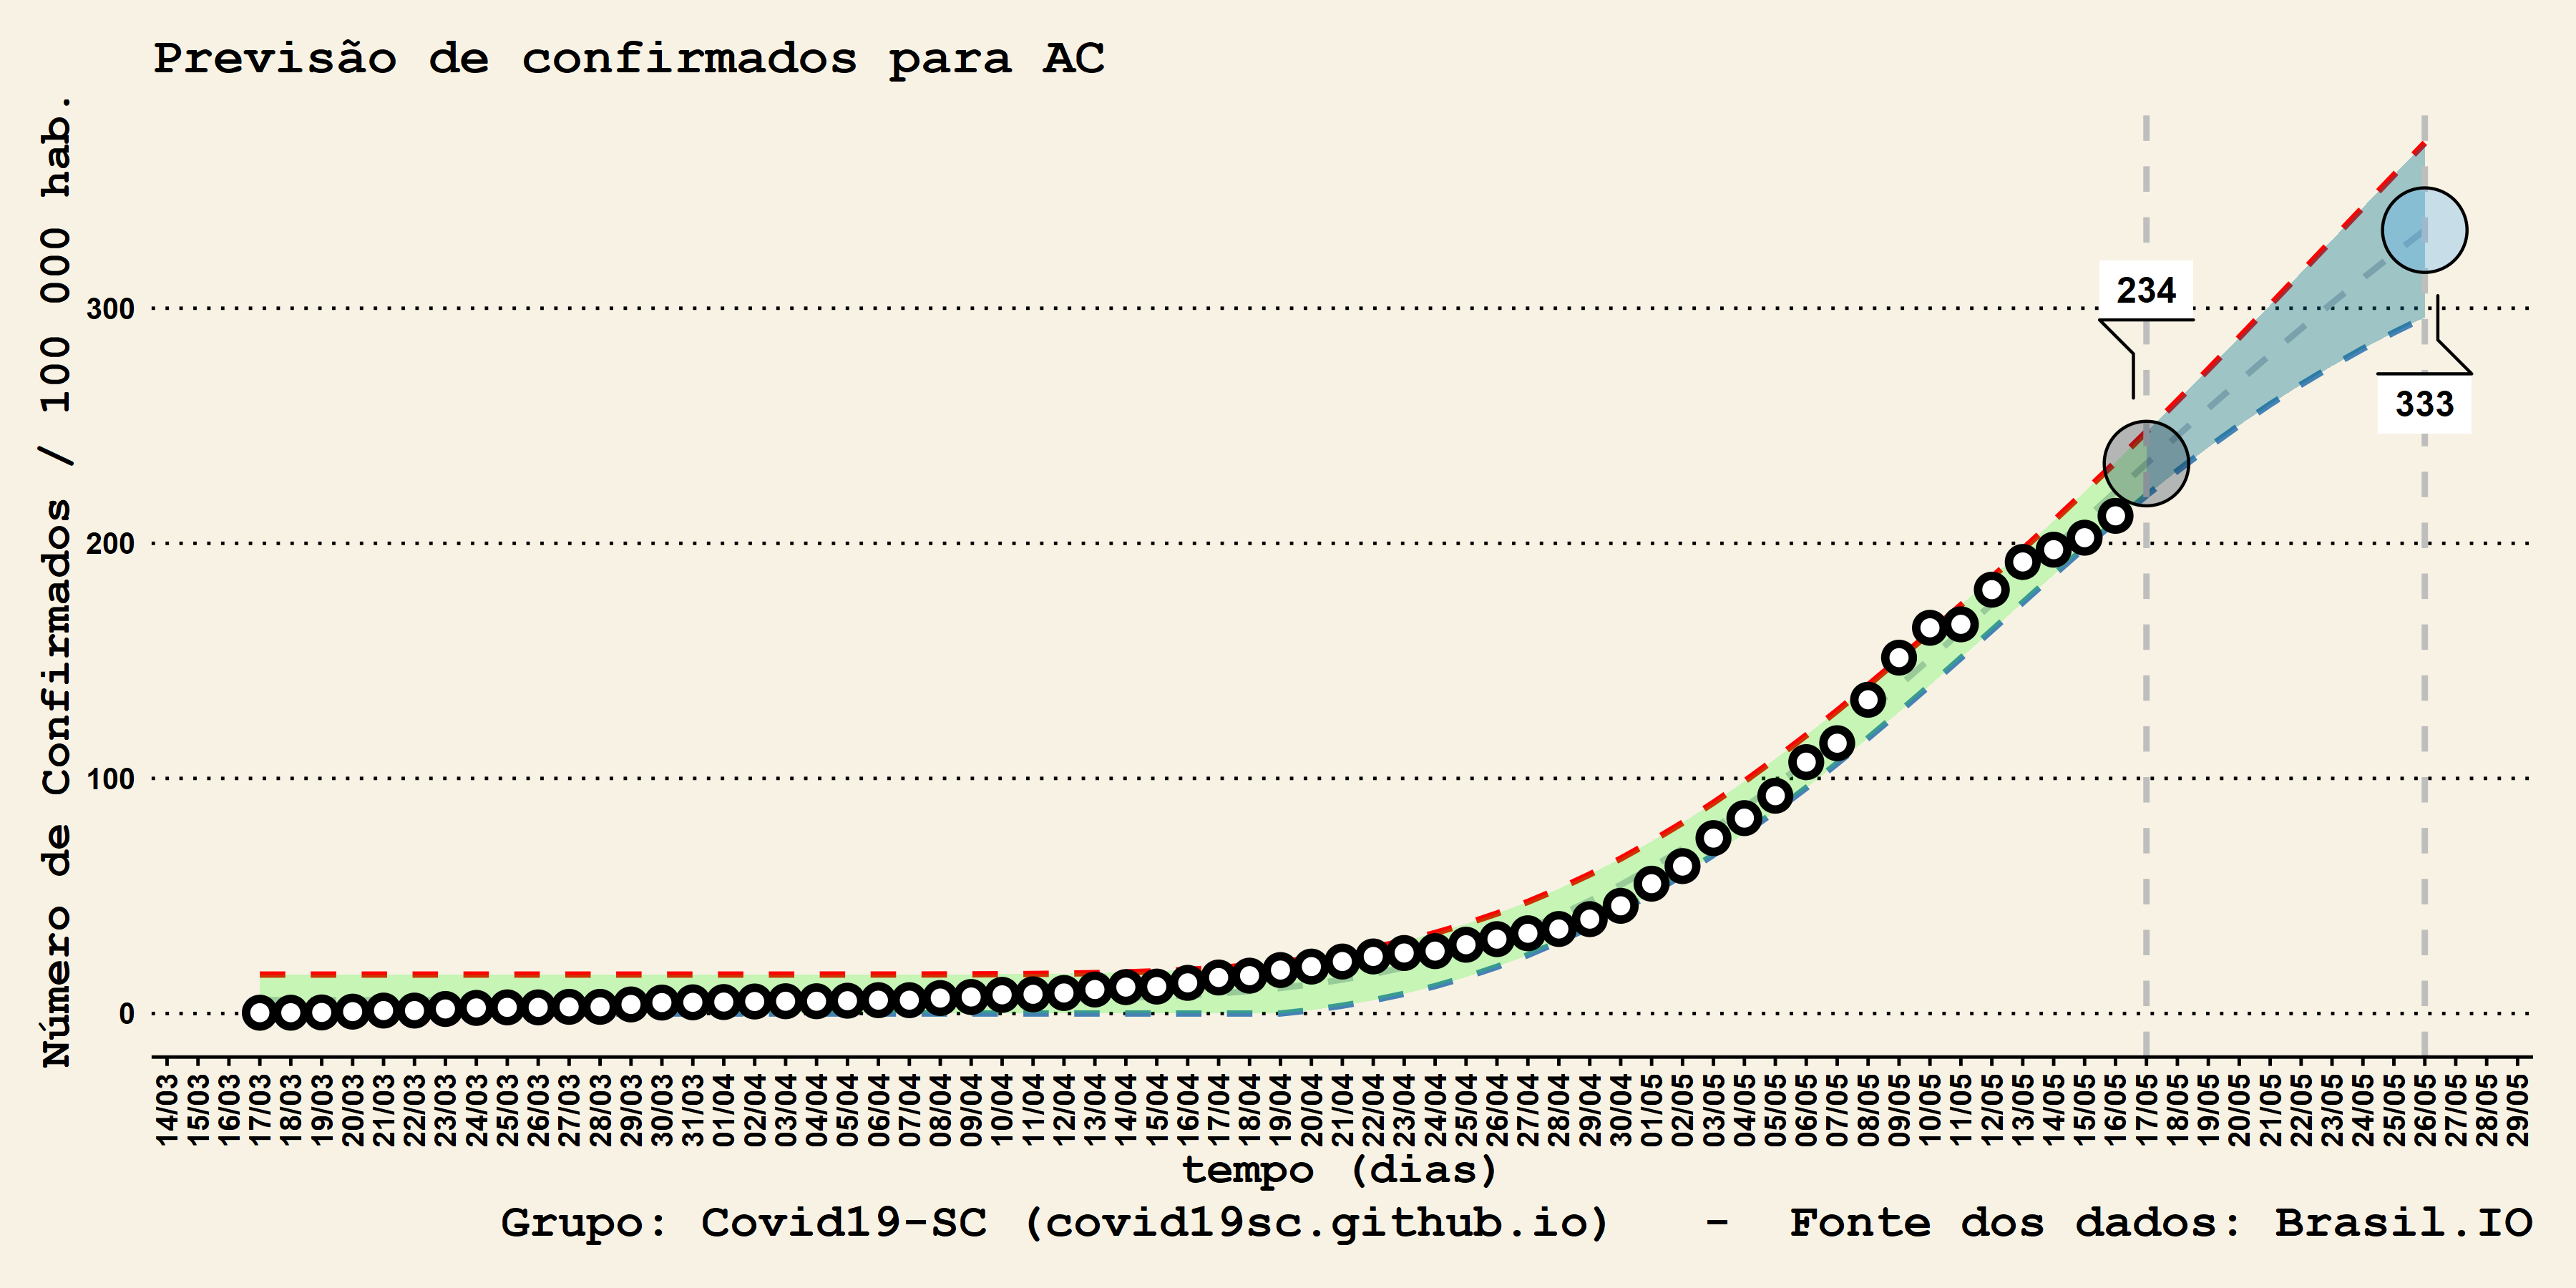 Previsão de confirmados para AC
Número de Confirmados / 100 000 hab.
300
200
100
0
234
333
14/03 15/03 16/03 17/03 18/03 19/03 20/03 21/03 22/03 23/03 24/03 25/03 26/03 27/03 28/03 29/03 30/03 31/03 01/04 02/04 03/04 04/04 05/04 06/04 07/04 08/04 09/04 10/04 11/04 12/04 13/04 14/04 15/04 16/04 17/04 18/04 19/04 20/04 21/04 22/04 23/04 24/04 25/04 26/04 27/04 28/04 29/04 30/04 01/05 02/05 03/05 04/05 05/05 06/05 07/05 08/05 09/05 10/05 11/05 12/05 13/05 14/05 15/05 16/05 17/05 18/05 19/05 20/05 21/05 22/05 23/05 24/05 25/05 26/05 27/05 28/05 29/05
tempo (dias)
Grupo: Covid19-SC (covid19sc.github.io) - Fonte dos dados: Brasil.IO